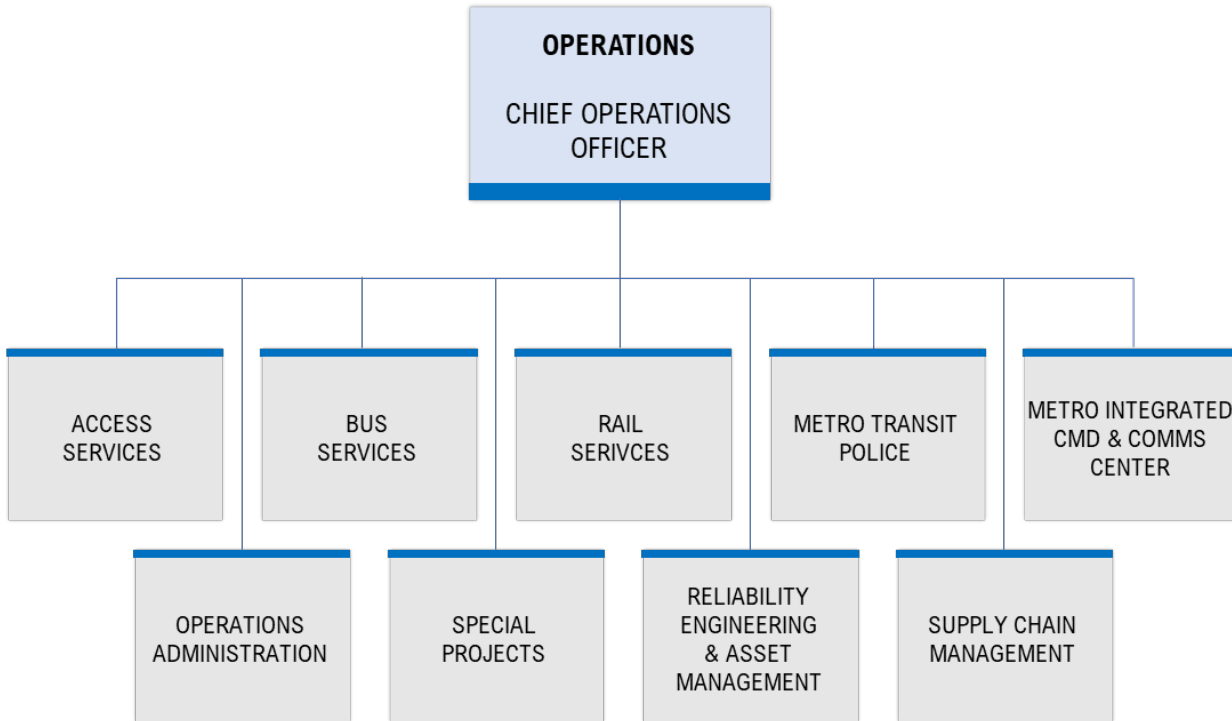 OPERATIONS
CHIEF OPERATIONS
OFFICER
ACCESS
SERVICES
BUS
SERVICES
RAIL
SERIVCES
METRO TRANSIT
POLICE
METRO INTEGRATED
CMD & COMMS
CENTER
OPERATIONS
ADMINISTRATION
SPECIAL
PROJECTS
RELIABILITY
ENGINEERING
& ASSET
MANAGEMENT
SUPPLY CHAIN
MANAGEMENT